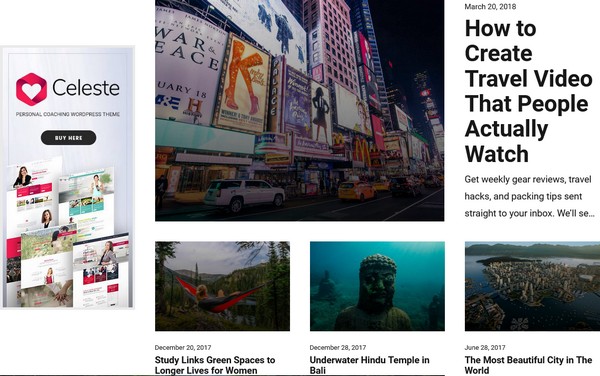 Celeste
PERSONAL COACHING WORDPRESS THEME
BUY HERE
WAR &
PEACE
JANUARY 18
H
March 20, 2018
How to
Create
Travel Video
That People
Actually
Watch
Get weekly gear reviews, travel
hacks, and packing tips sent
straight to your inbox. We'll se...
December 20, 2017
Study Links Green Spaces to
Longer Lives for Women
December 28, 2017
Underwater Hindu Temple in
Bali
June 28, 2017
The Most Beautiful City in The
World